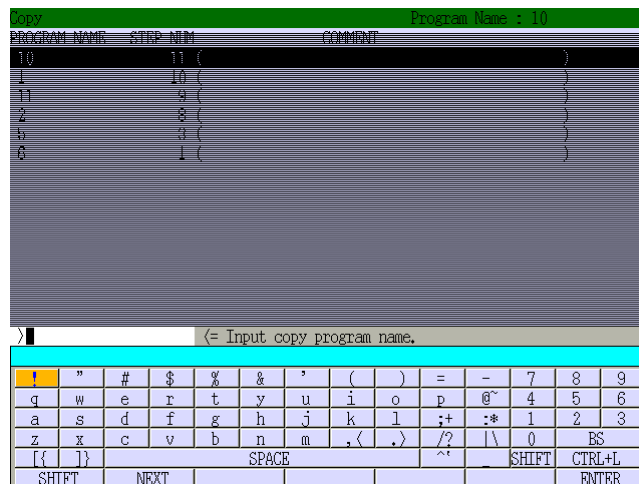 Copy Program Name : 10
PROGRAM NAME STEP NUM COMMENT
10 11 ( )
1 10 ( )
11 9 ( )
2 8 ( )
5 3 ( )
6 1 ( )
>
<= Input copy program name.
! " # $ % & ' ( ) = - 7 8 9
q w e r t y u i o p @~ 4 5 6
a s d f g h j k l ;+ :* 1 2 3
z x c v b n m ,< .> /? |\ 0 BS
[{ ]} SPACE ^` _ SHIFT CTRL+L
SHIFT NEXT ENTER